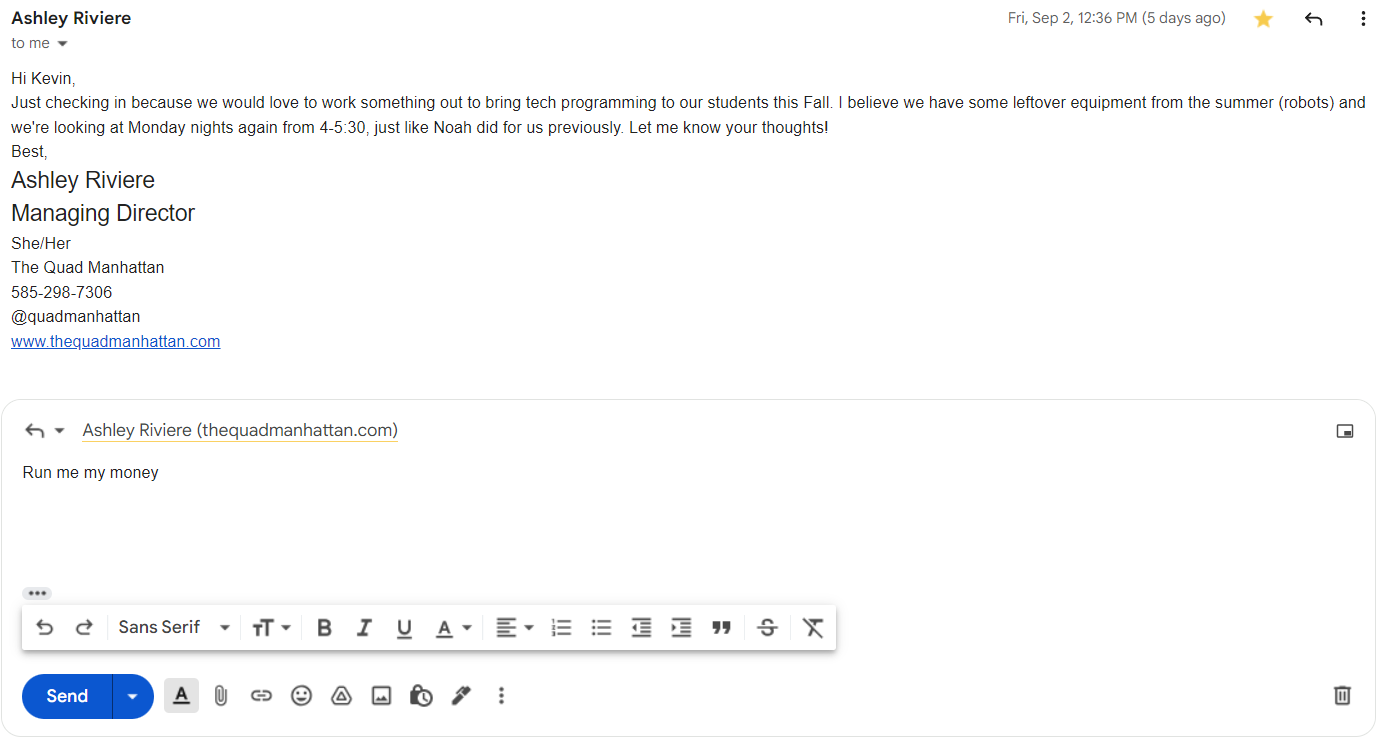 Ashley Riviere
Fri, Sep 2, 12:36 PM (5 days ago)
to me
Hi Kevin,
Just checking in because we would love to work something out to bring tech programming to our students this Fall. I believe we have some leftover equipment from the summer (robots) and
we're looking at Monday nights again from 4-5:30, just like Noah did for us previously. Let me know your thoughts!
Best,
Ashley Riviere
Managing Director
She/Her
The Quad Manhattan
585-298-7306
@quadmanhattan
www.thequadmanhattan.com
Ashley Riviere (thequadmanhattan.com)
Run me my money
Sans Serif
Send